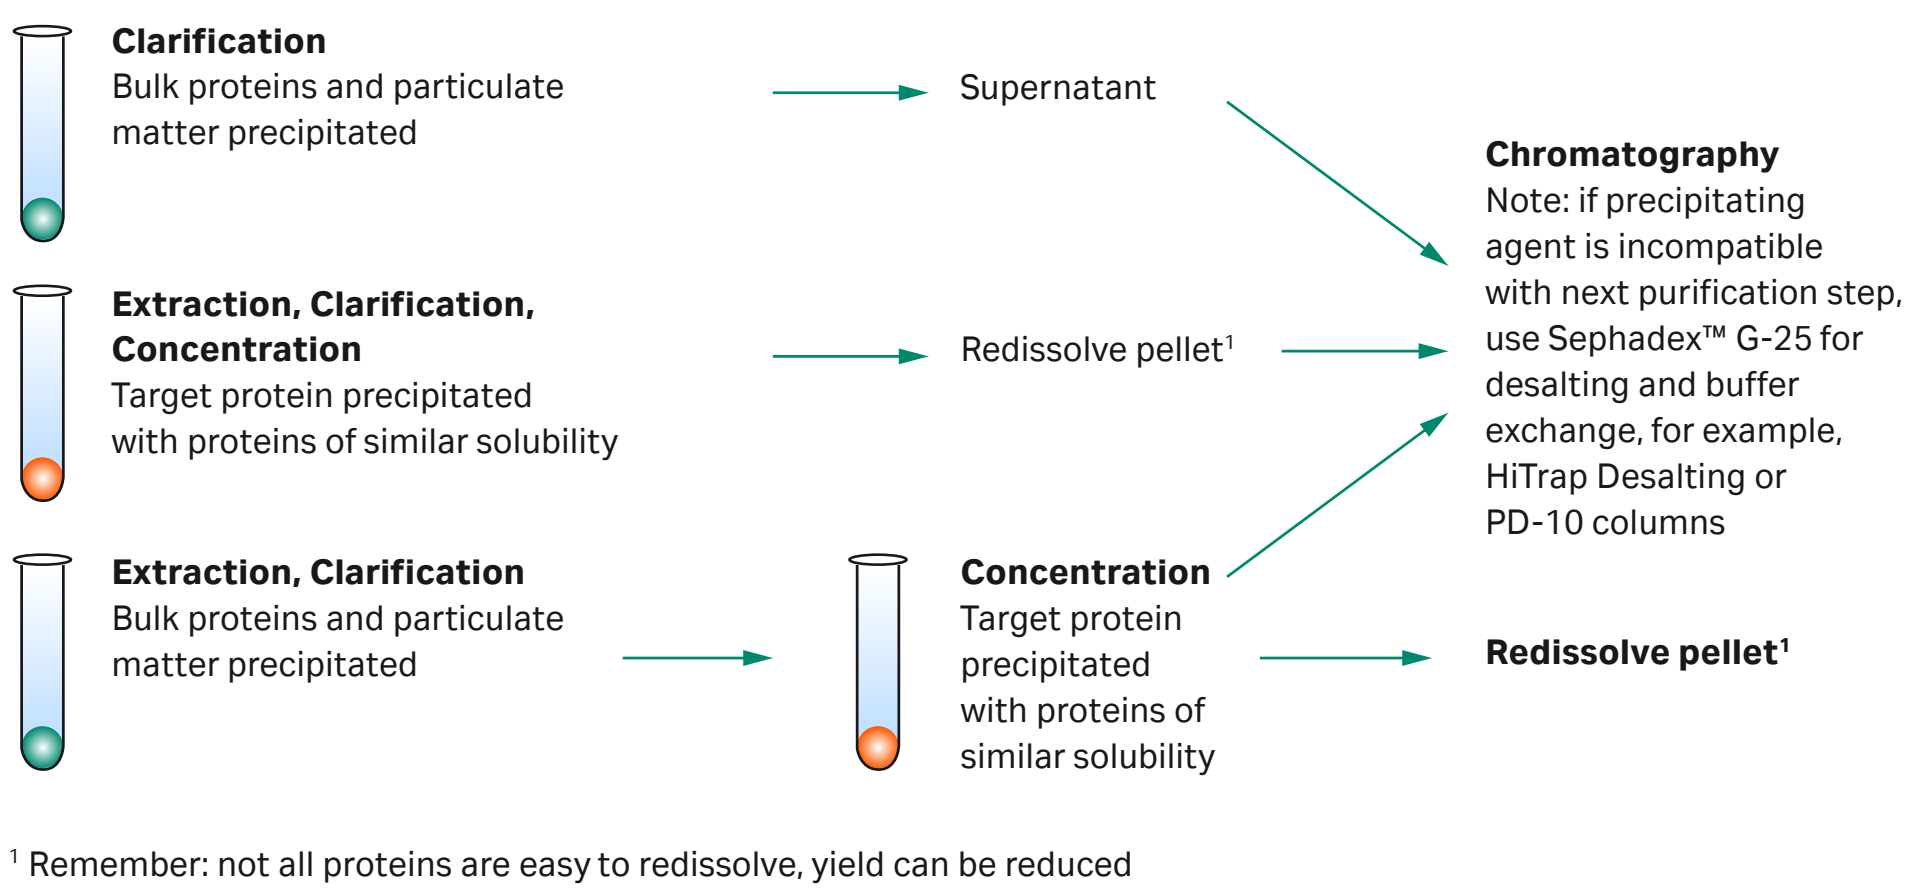 Clarification
Bulk proteins and particulate
matter precipitated
Supernatant
Extraction, Clarification,
Concentration
Target protein precipitated
with proteins of similar solubility
Redissolve pellet¹
Extraction, Clarification
Bulk proteins and particulate
matter precipitated
Concentration
Target protein
precipitated
with proteins of
similar solubility
Chromatography
Note: if precipitating
agent is incompatible
with next purification step,
use Sephadex™ G-25 for
desalting and buffer
exchange, for example,
HiTrap Desalting or
PD-10 columns
Redissolve pellet¹
¹ Remember: not all proteins are easy to redissolve, yield can be reduced